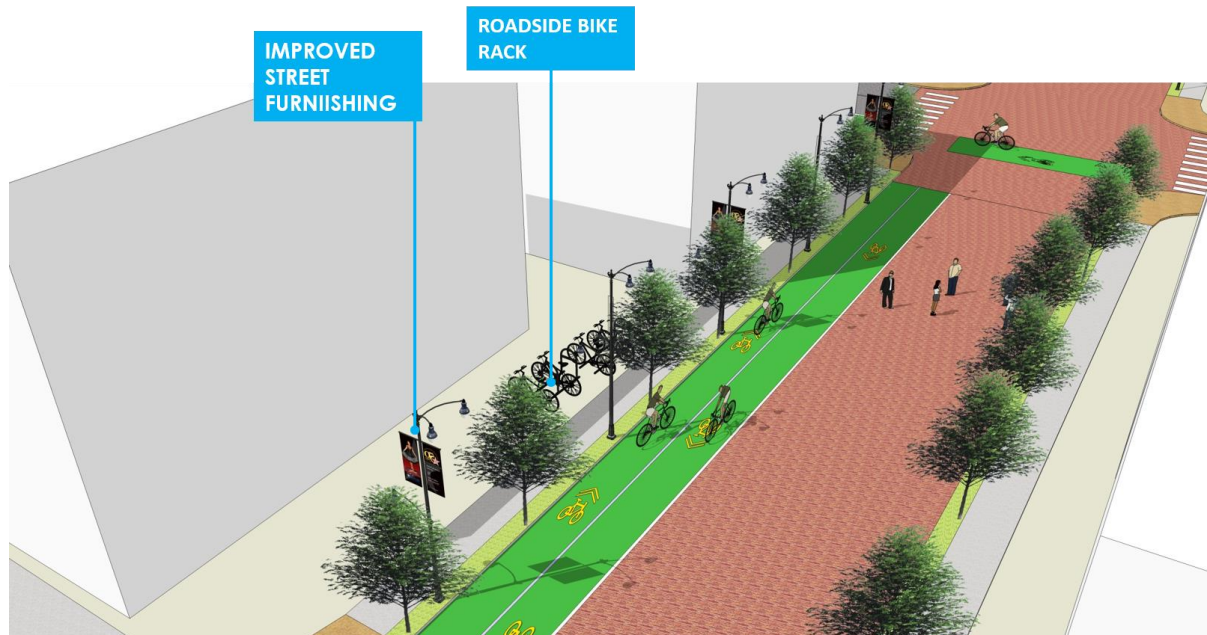 IMPROVED
STREET
FURNIISHING
ROADSIDE BIKE
RACK